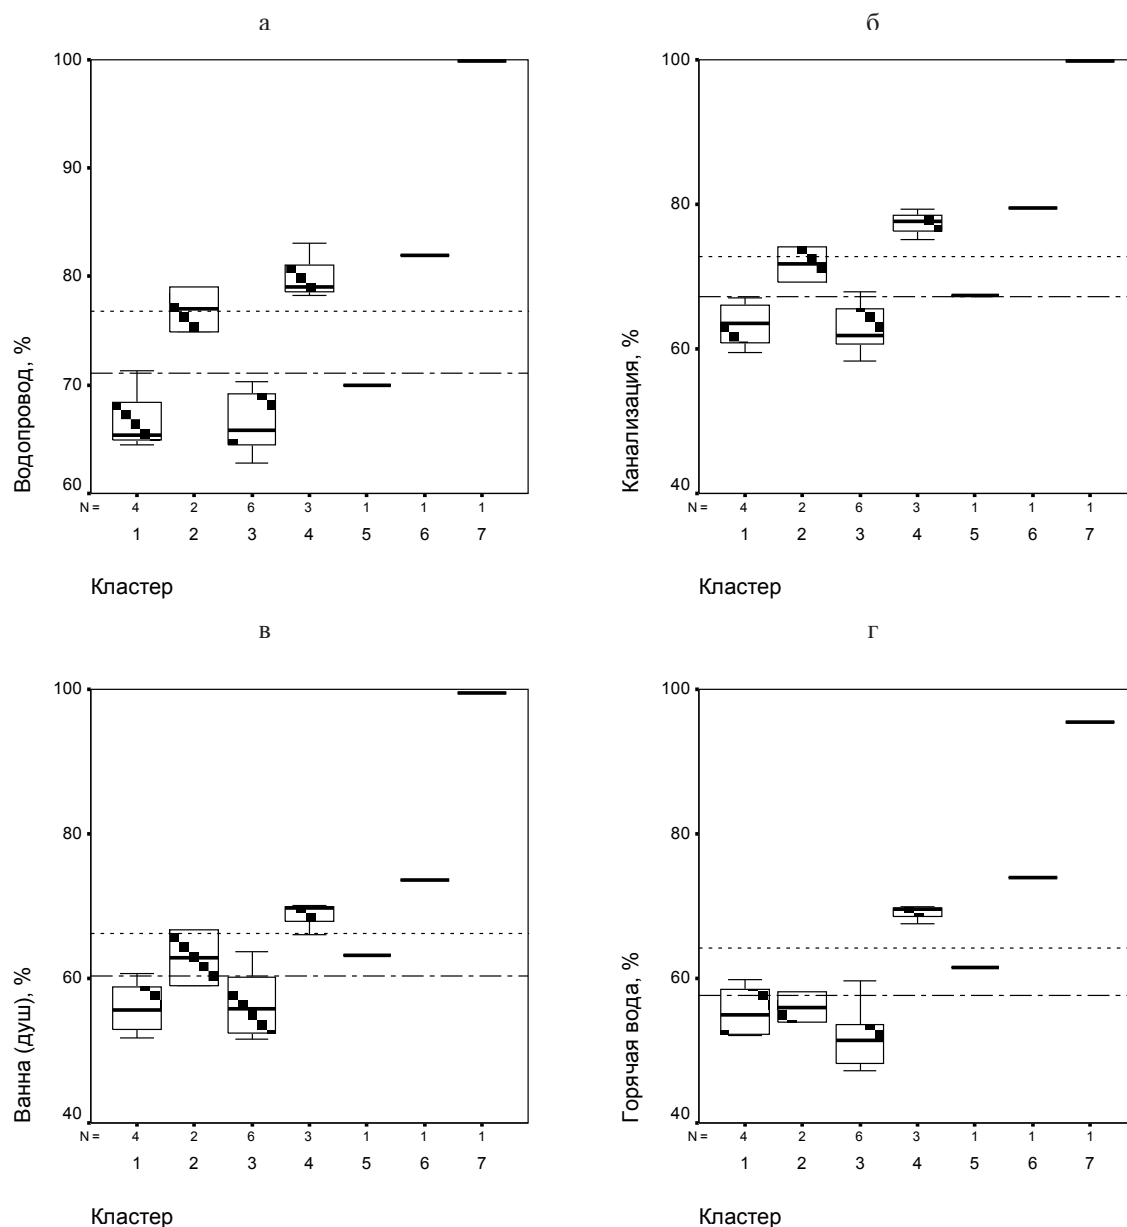 а
100
90
80
70
60
Водопровод, %
N = 4 2 6 3 1 1 1
1 2 3 4 5 6 7
Кластер
б
100
80
60
40
Канализация, %
N = 4 2 6 3 1 1 1
1 2 3 4 5 6 7
Кластер
в
100
80
60
40
Ванна (душ), %
N = 4 2 6 3 1 1 1
1 2 3 4 5 6 7
Кластер
г
100
80
60
40
Горячая вода, %
N = 4 2 6 3 1 1 1
1 2 3 4 5 6 7
Кластер